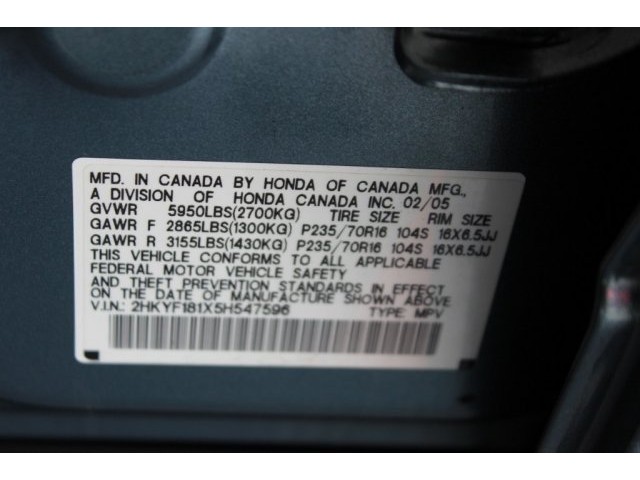 MFD. IN CANADA BY HONDA OF CANADA MFG.,
A DIVISION OF HONDA CANADA INC. 02/05
GVWR 5950LBS(2700KG) TIRE SIZE RIM SIZE
GAWR F 2865LBS(1300KG) P235/70R16 104S 16X6.5JJ
GAWR R 3155LBS(1430KG) P235/70R16 104S 16X6.5JJ
THIS VEHICLE CONFORMS TO ALL APPLICABLE
FEDERAL MOTOR VEHICLE SAFETY
AND THEFT PREVENTION STANDARDS IN EFFECT
ON THE DATE OF MANUFACTURE SHOWN ABOVE
V.I.N.: 2HKYF181X5H547596 TYPE: MPV